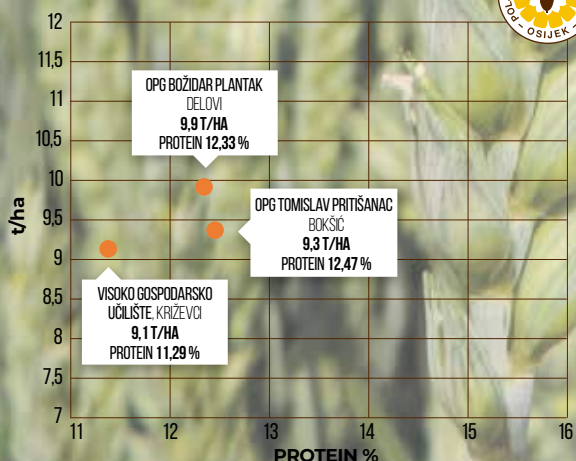 POL
OSIJEK -
12
11,5
11
10,5
10
9,5
9
8,5
8
7,5
7
t/ha
OPG BOŽIDAR PLANTAK
DELOVI
9,9 T/HA
PROTEIN 12,33 %
OPG TOMISLAV PRITIŠANAC
BOKŠIĆ
9,3 T/HA
PROTEIN 12,47 %
VISOKO GOSPODARSKO
UČILIŠTE, KRIŽEVCI
9,1 T/HA
PROTEIN 11,29 %
11 12 13 14 15 16
PROTEIN %